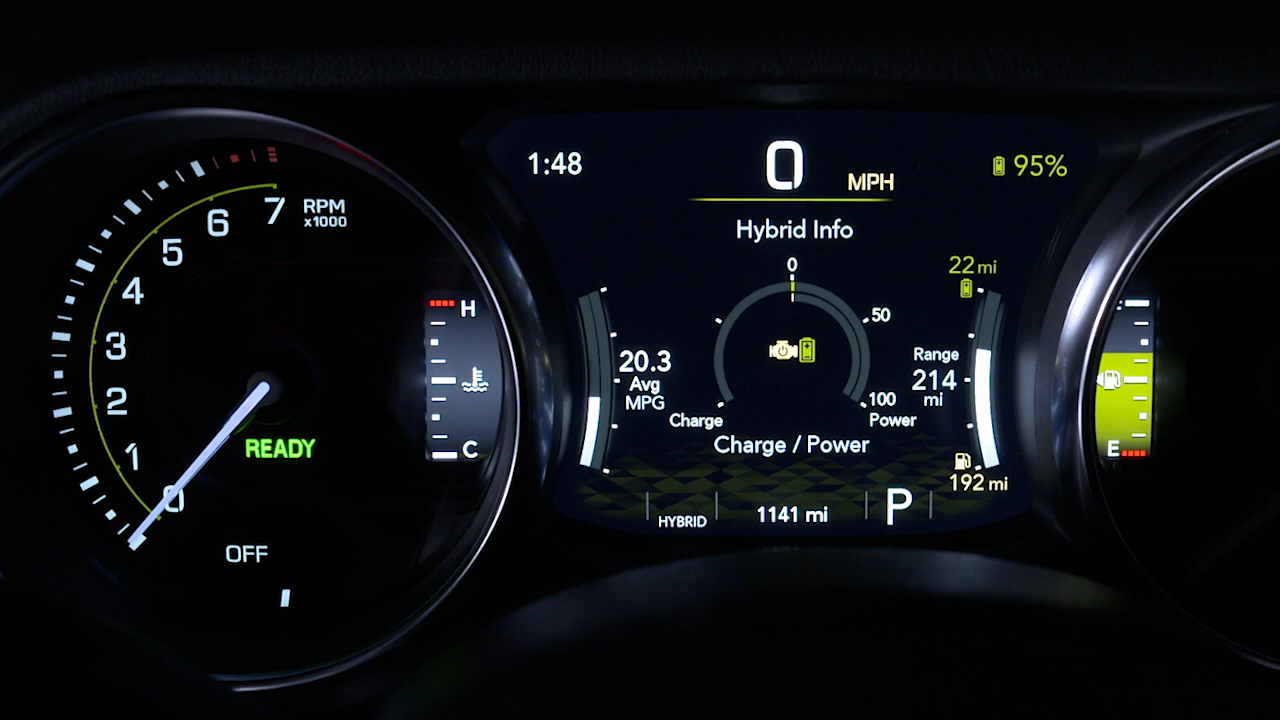 7
RPM
x1000
6
5
4
3
2
1
0
READY
OFF
H
C
1:48
0
MPH
95%
Hybrid Info
0
50
100
Charge
Power
Charge / Power
20.3
Avg
MPG
22 mi
Range
214
mi
192 mi
HYBRID
1141 mi
P
E